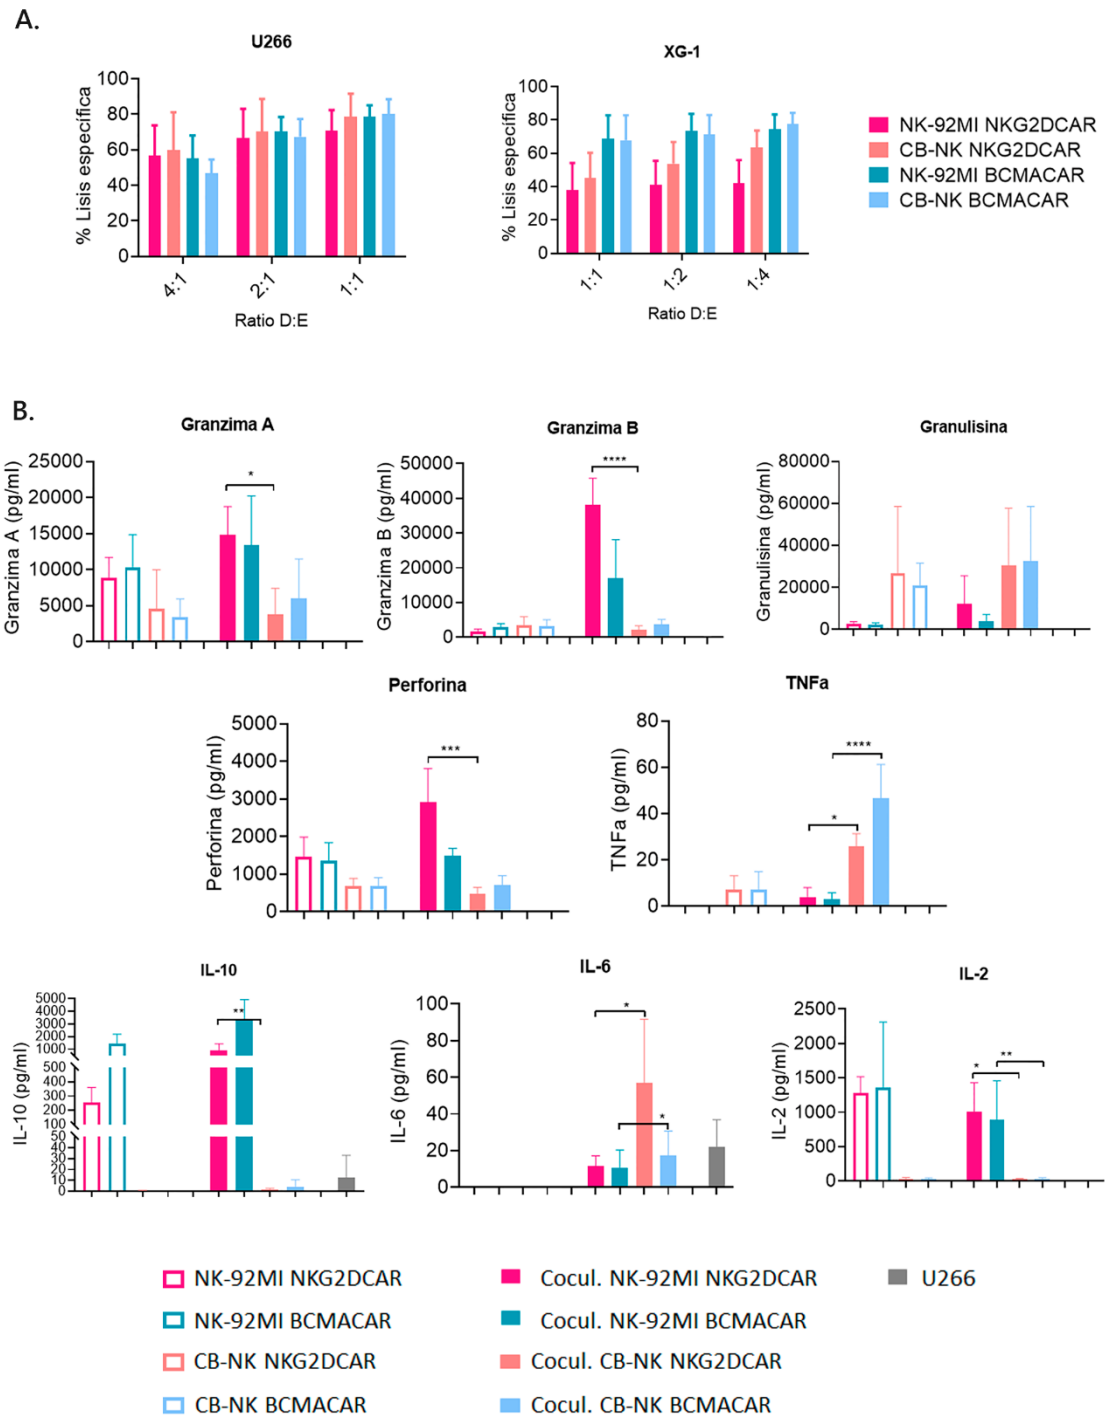 A.
U266
XG-1
% Lisis específica
100
80
60
40
20
0
4:1
2:1
1:1
Ratio D:E
% Lisis específica
100
80
60
40
20
0
1:1
1:2
1:4
Ratio D:E
NK-92MI NKG2DCAR
CB-NK NKG2DCAR
NK-92MI BCMACAR
CB-NK BCMACAR
B.
Granzima A
Granzima A (pg/ml)
25000
20000
15000
10000
5000
0
*
Granzima B
Granzima B (pg/ml)
50000
40000
30000
20000
10000
0
****
Granulisina
Granulisina (pg/ml)
80000
60000
40000
20000
0
Perforina
Perforina (pg/ml)
5000
4000
3000
2000
1000
0
***
TNFa
TNFa (pg/ml)
80
60
40
20
0
*
****
IL-10
IL-10 (pg/ml)
5000
4000
3000
2000
1000
500
400
300
200
100
50
40
30
20
10
0
**
IL-6
IL-6 (pg/ml)
100
80
60
40
20
0
*
*
IL-2
IL-2 (pg/ml)
2500
2000
1500
1000
500
0
*
**
NK-92MI NKG2DCAR
Cocul. NK-92MI NKG2DCAR
U266
NK-92MI BCMACAR
Cocul. NK-92MI BCMACAR
CB-NK NKG2DCAR
Cocul. CB-NK NKG2DCAR
CB-NK BCMACAR
Cocul. CB-NK BCMACAR